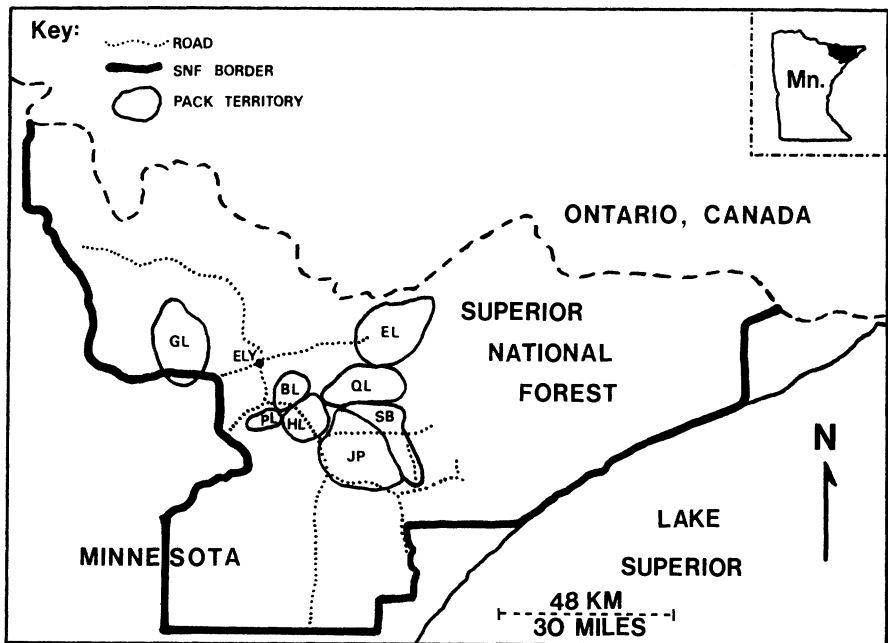 Key:
ROAD
SNF BORDER
PACK TERRITORY
Mn.
ONTARIO, CANADA
SUPERIOR
NATIONAL
FOREST
GL
ELY
EL
BL
QL
PL
HL
SB
JP
N
MINNESOTA
LAKE
SUPERIOR
48 KM
30 MILES